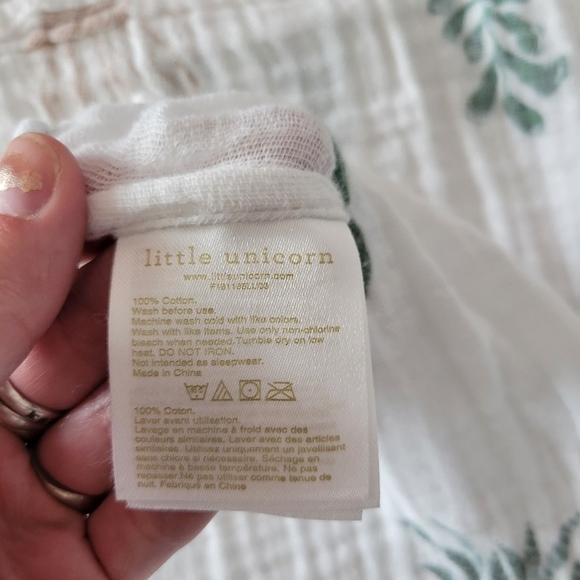 little unicorn
www.littleunicorn.com
100% Cotton.
Wash before use.
Machine wash cold with like colors.
Wash with like items. Use only non-chlorine
bleach when needed. Tumble dry on low
heat. DO NOT IRON.
Not intended as sleepwear.
Made in China
100% Coton.
Laver avant utilisation.
Lavage en machine à froid avec des
couleurs similaires. Laver avec des articles
similaires. Utilisez uniquement un javellisant
sans chlore si nécessaire. Séchage en
machine à basse température. Ne pas
repasser. Ne pas utiliser comme tenue de
nuit. Fabriqué en Chine